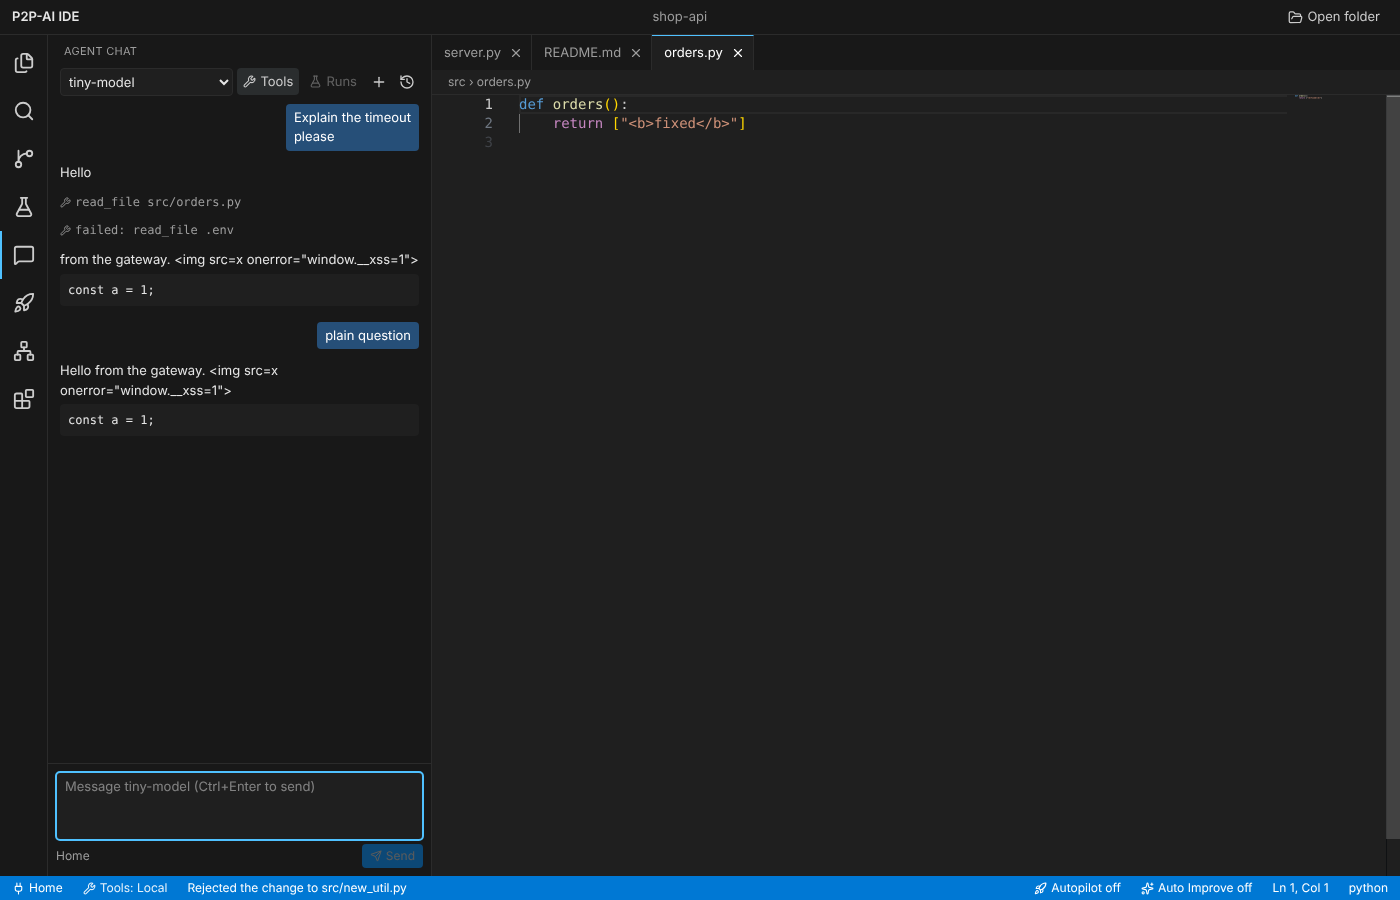 P2P-AI IDE
shop-api
Open folder
AGENT CHAT
tiny-model
Tools
Runs
Explain the timeout
please
Hello
read_file src/orders.py
failed: read_file .env
from the gateway. <img src=x onerror="window.__xss=1">
const a = 1;
plain question
Hello from the gateway. <img src=x
onerror="window.__xss=1">
const a = 1;
Message tiny-model (Ctrl+Enter to send)
Home
Send
server.py
README.md
orders.py
src › orders.py
1 def orders():
2     return ["<b>fixed</b>"]
3
Home
Tools: Local
Rejected the change to src/new_util.py
Autopilot off
Auto Improve off
Ln 1, Col 1
python